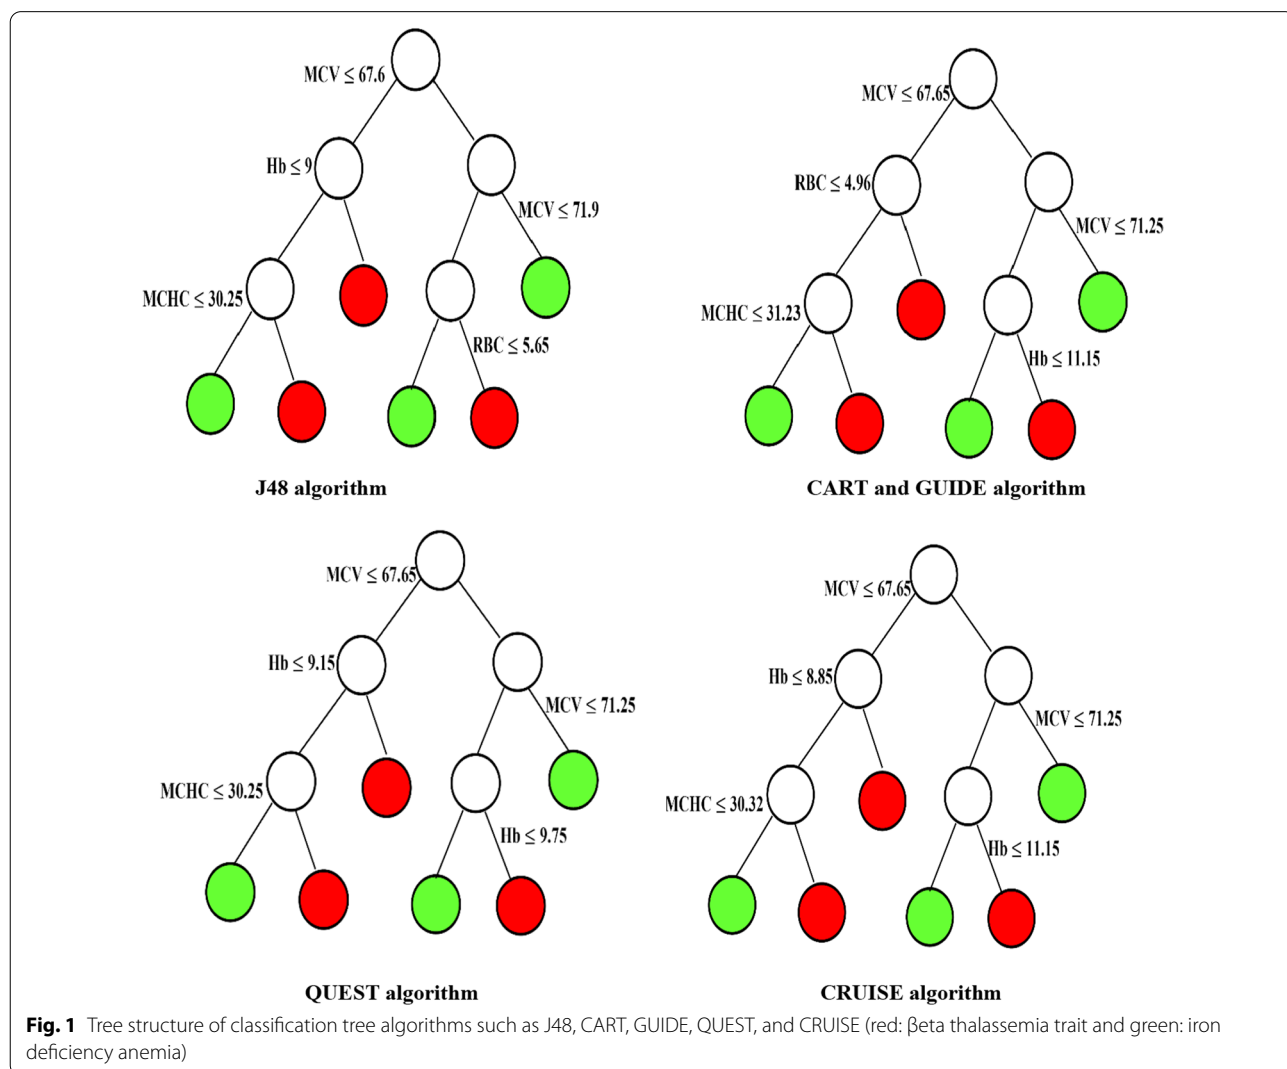 MCV ≤ 67.6
Hb ≤ 9
MCV ≤ 71.9
MCHC ≤ 30.25
RBC ≤ 5.65
J48 algorithm
MCV ≤ 67.65
RBC ≤ 4.96
MCV ≤ 71.25
MCHC ≤ 31.23
Hb ≤ 11.15
CART and GUIDE algorithm
MCV ≤ 67.65
Hb ≤ 9.15
MCV ≤ 71.25
MCHC ≤ 30.25
Hb ≤ 9.75
QUEST algorithm
MCV ≤ 67.65
Hb ≤ 8.85
MCV ≤ 71.25
MCHC ≤ 30.32
Hb ≤ 11.15
CRUISE algorithm
Fig. 1 Tree structure of classification tree algorithms such as J48, CART, GUIDE, QUEST, and CRUISE (red: βeta thalassemia trait and green: iron
deficiency anemia)